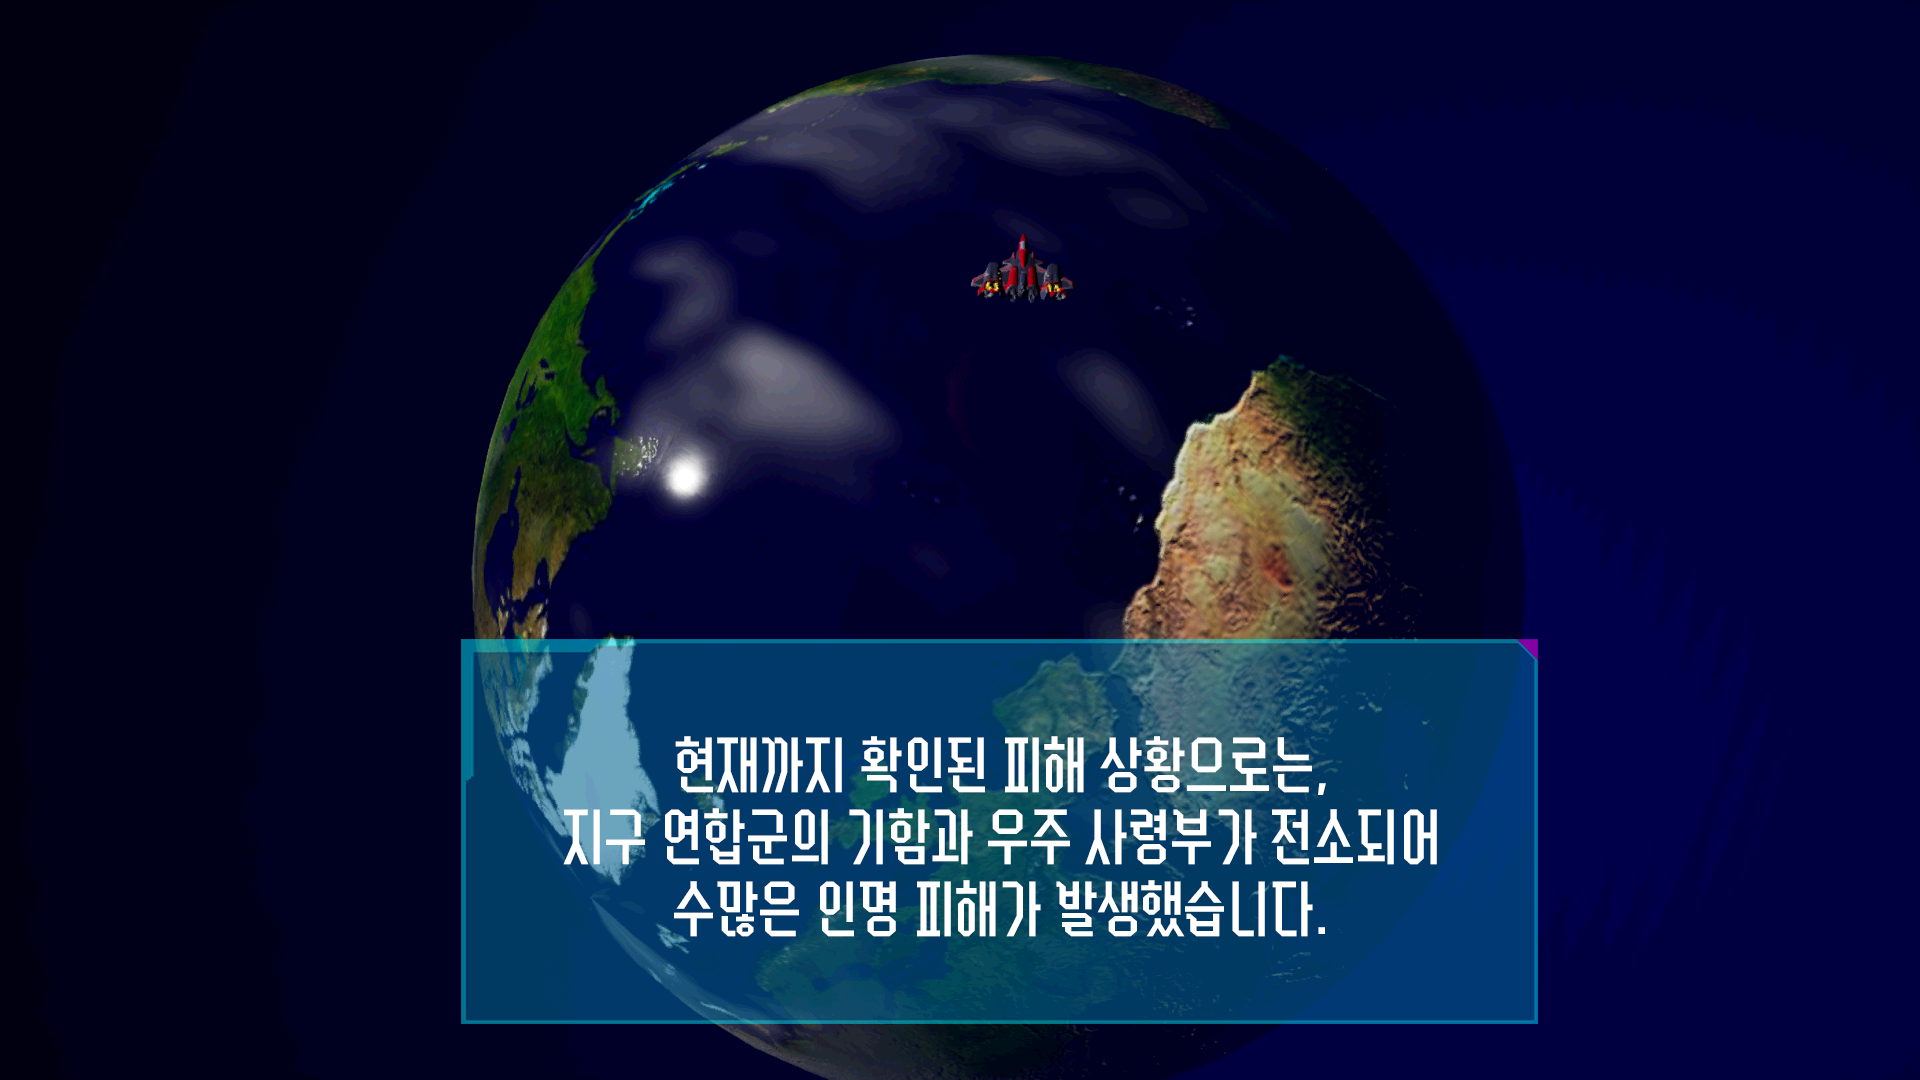 현재까지 확인된 피해 상황으로는,
지구 연합군의 기함과 우주 사령부가 전소되어
수많은 인명 피해가 발생했습니다.